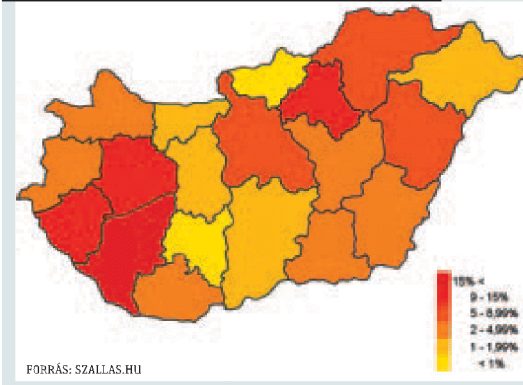 15% <
9 - 15%
5 - 8,99%
2 - 4,99%
1 - 1,99%
< 1%
FORRÁS: SZALLAS.HU